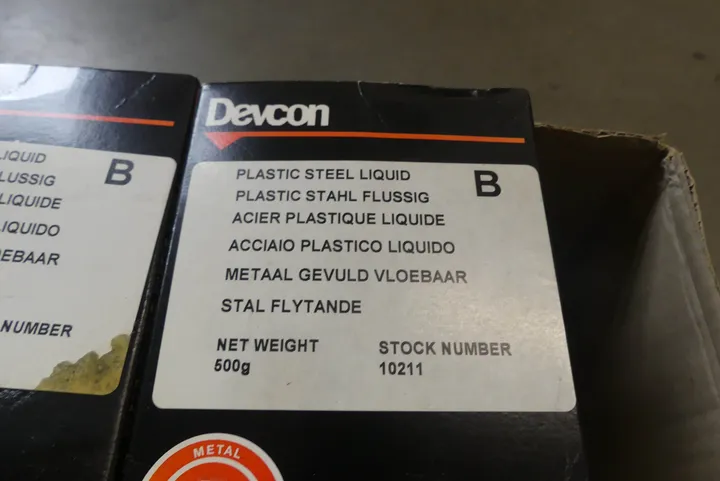 LIQUID
B
FLUSSIG
LIQUIDE
LIQUIDO
NUMBER
Devcon
PLASTIC STEEL LIQUID
B
PLASTIC STAHL FLUSSIG
ACIER PLASTIQUE LIQUIDE
ACCIAIO PLASTICO LIQUIDO
METAAL GEVULD VLOEBAAR
STAL FLYTANDE
NET WEIGHT
500g
STOCK NUMBER
10211
METAL